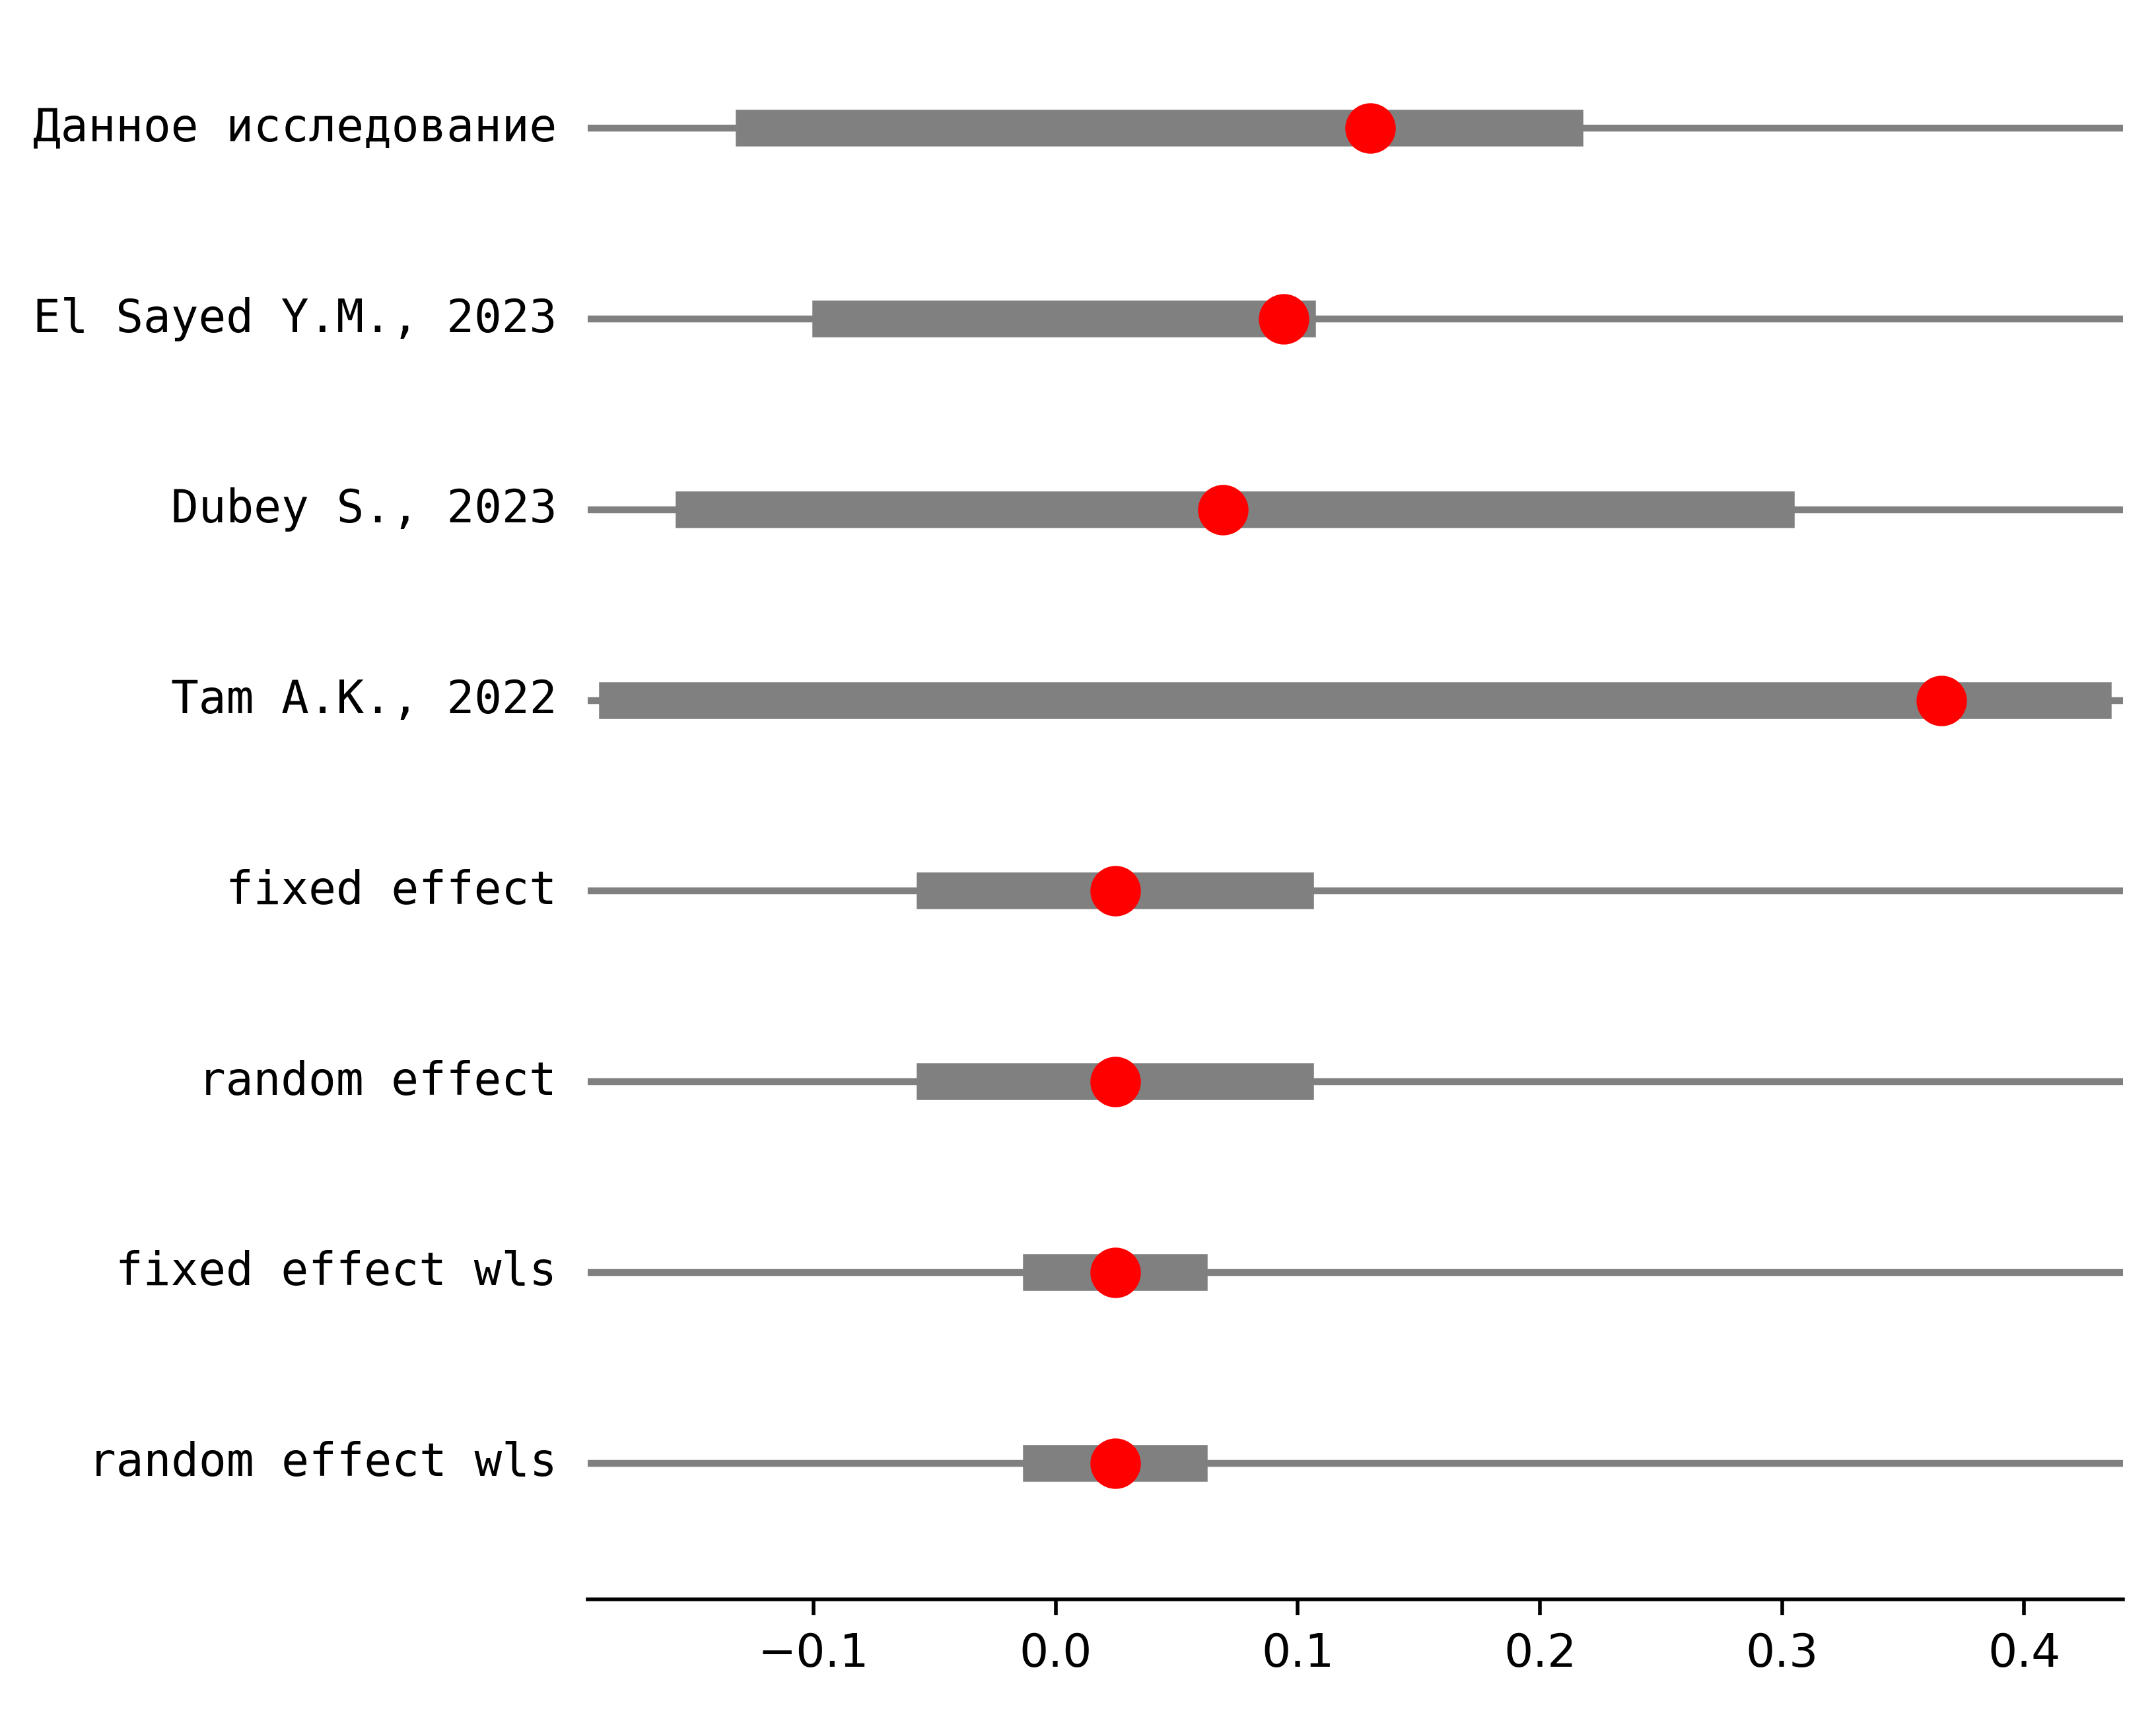 Данное исследование
El Sayed Y.M., 2023
Dubey S., 2023
Tam A.K., 2022
fixed effect
random effect
fixed effect wls
random effect wls
−0.1 0.0 0.1 0.2 0.3 0.4